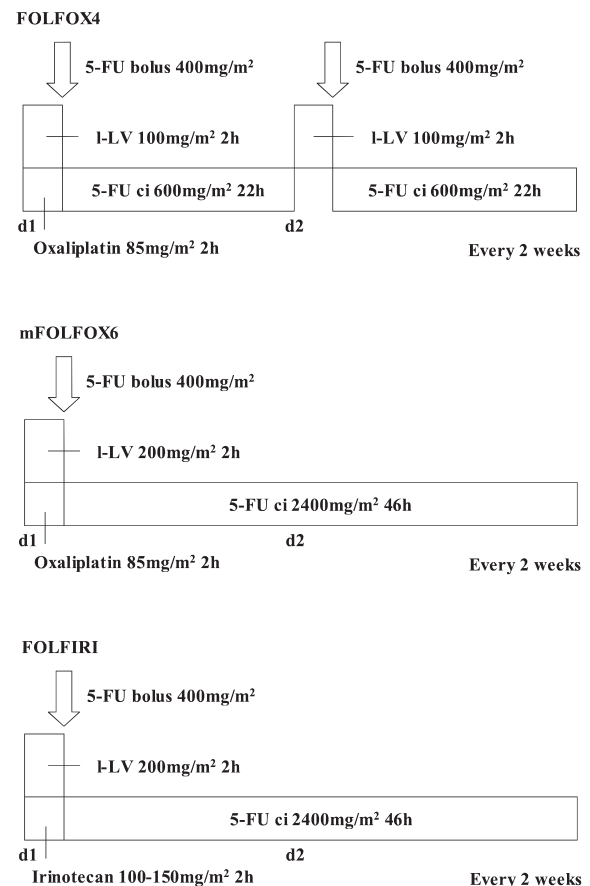 FOLFOX4
5-FU bolus 400mg/m² 5-FU bolus 400mg/m²
l-LV 100mg/m² 2h l-LV 100mg/m² 2h
5-FU ci 600mg/m² 22h 5-FU ci 600mg/m² 22h
d1 d2
Oxaliplatin 85mg/m² 2h Every 2 weeks
mFOLFOX6
5-FU bolus 400mg/m²
l-LV 200mg/m² 2h
5-FU ci 2400mg/m² 46h
d1 d2
Oxaliplatin 85mg/m² 2h Every 2 weeks
FOLFIRI
5-FU bolus 400mg/m²
l-LV 200mg/m² 2h
5-FU ci 2400mg/m² 46h
d1 d2
Irinotecan 100-150mg/m² 2h Every 2 weeks